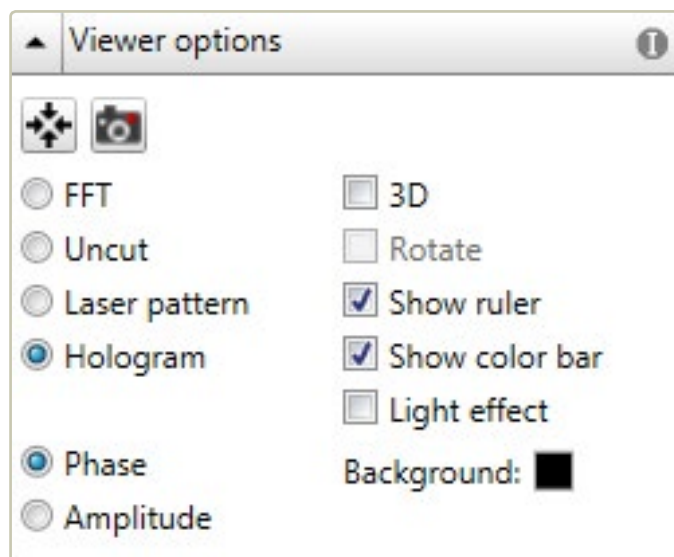 Viewer options
FFT
Uncut
Laser pattern
Hologram
Phase
Amplitude
3D
Rotate
Show ruler
Show color bar
Light effect
Background: